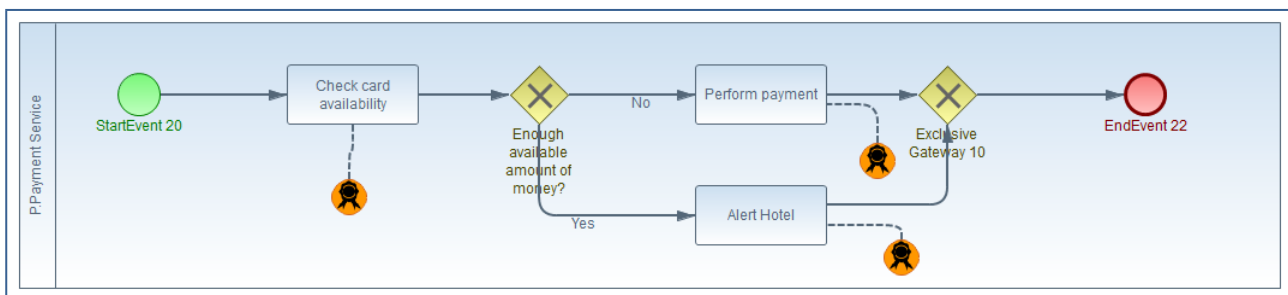 P.Payment Service
StartEvent 20
Check card
availability
Enough
available
amount of
money?
No
Yes
Perform payment
Alert Hotel
Exclusive
Gateway 10
EndEvent 22